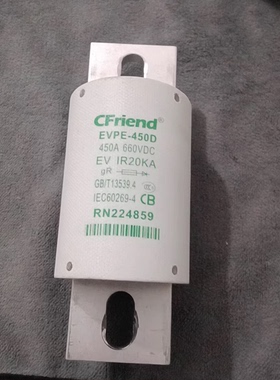 CFriend
EVPE-450D
450A 660VDC
EV IR20KA
gR
GB/T13539.4
IEC60269-4 CB
RN224859